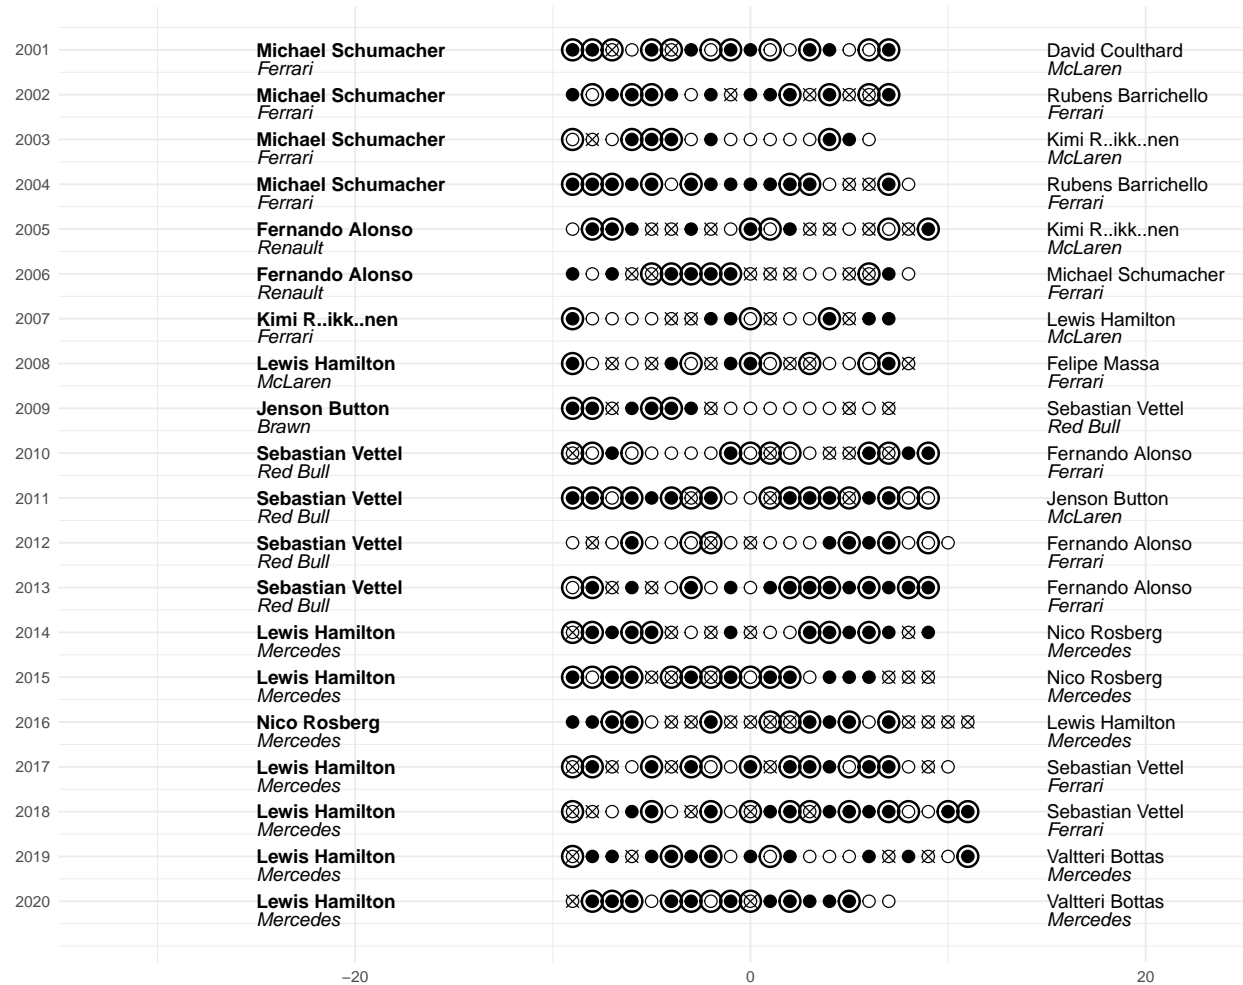 2001 Michael Schumacher David Coulthard
Ferrari McLaren
2002 Michael Schumacher Rubens Barrichello
Ferrari Ferrari
2003 Michael Schumacher Kimi R..ikk..nen
Ferrari McLaren
2004 Michael Schumacher Rubens Barrichello
Ferrari Ferrari
2005 Fernando Alonso Kimi R..ikk..nen
Renault McLaren
2006 Fernando Alonso Michael Schumacher
Renault Ferrari
2007 Kimi R..ikk..nen Lewis Hamilton
Ferrari McLaren
2008 Lewis Hamilton Felipe Massa
McLaren Ferrari
2009 Jenson Button Sebastian Vettel
Brawn Red Bull
2010 Sebastian Vettel Fernando Alonso
Red Bull Ferrari
2011 Sebastian Vettel Jenson Button
Red Bull McLaren
2012 Sebastian Vettel Fernando Alonso
Red Bull Ferrari
2013 Sebastian Vettel Fernando Alonso
Red Bull Ferrari
2014 Lewis Hamilton Nico Rosberg
Mercedes Mercedes
2015 Lewis Hamilton Nico Rosberg
Mercedes Mercedes
2016 Nico Rosberg Lewis Hamilton
Mercedes Mercedes
2017 Lewis Hamilton Sebastian Vettel
Mercedes Ferrari
2018 Lewis Hamilton Sebastian Vettel
Mercedes Ferrari
2019 Lewis Hamilton Valtteri Bottas
Mercedes Mercedes
2020 Lewis Hamilton Valtteri Bottas
Mercedes Mercedes
−20 0 20